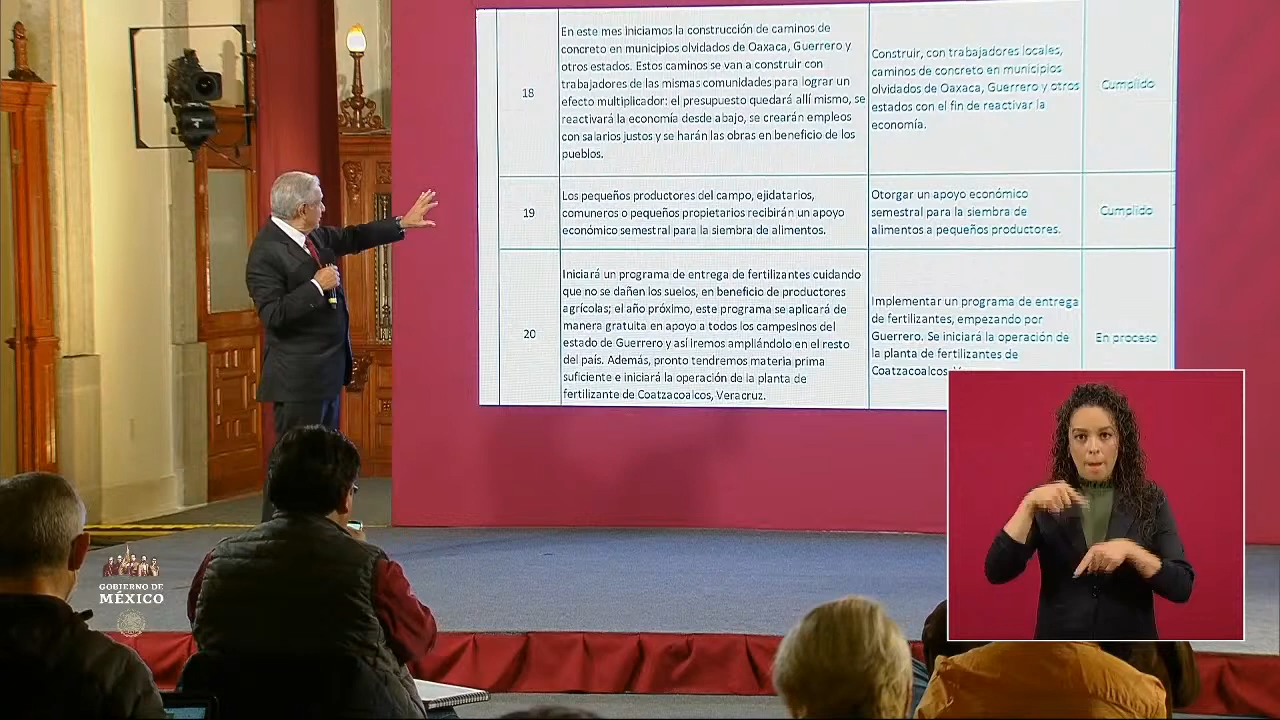 18
En este mes iniciamos la construcción de caminos de
concreto en municipios olvidados de Oaxaca, Guerrero y
otros estados. Estos caminos se van a construir con
trabajadores de las mismas comunidades para lograr un
efecto multiplicador: el presupuesto quedará allí mismo, se
reactivará la economía desde abajo, se crearán empleos
con salarios justos y se harán las obras en beneficio de los
pueblos.
Construir, con trabajadores locales,
caminos de concreto en municipios
olvidados de Oaxaca, Guerrero y otros
estados con el fin de reactivar la
economía.
Cumplido
19
Los pequeños productores del campo, ejidatarios,
comuneros o pequeños propietarios recibirán un apoyo
económico semestral para la siembra de alimentos.
Otorgar un apoyo económico
semestral para la siembra de
alimentos a pequeños productores.
Cumplido
20
Iniciará un programa de entrega de fertilizantes cuidando
que no se dañen los suelos, en beneficio de productores
agrícolas; el año próximo, este programa se aplicará de
manera gratuita en apoyo a todos los campesinos del
estado de Guerrero y así iremos ampliándolo en el resto
del país. Además, pronto tendremos materia prima
suficiente e iniciará la operación de la planta de
fertilizante de Coatzacoalcos, Veracruz.
Implementar un programa de entrega
de fertilizantes, empezando por
Guerrero. Se iniciará la operación de
la planta de fertilizantes de
Coatzacoalcos
En proceso
GOBIERNO DE
MÉXICO